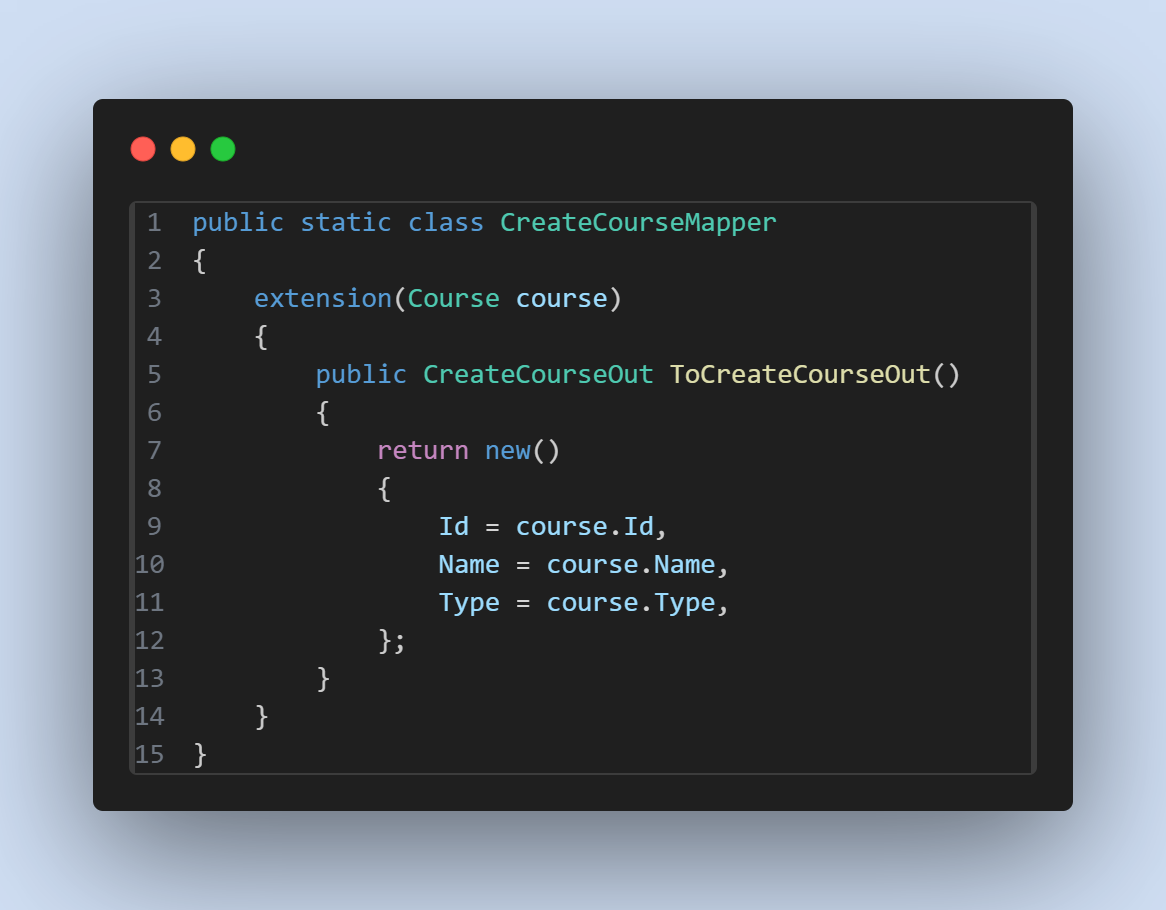 1 public static class CreateCourseMapper
2 {
3     extension(Course course)
4     {
5         public CreateCourseOut ToCreateCourseOut()
6         {
7             return new()
8             {
9                 Id = course.Id,
10                 Name = course.Name,
11                 Type = course.Type,
12             };
13         }
14     }
15 }